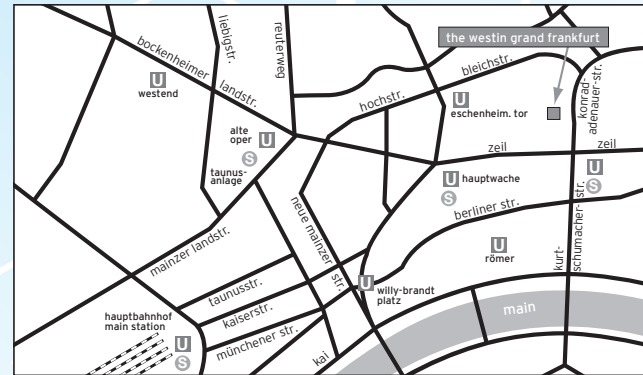 the westin grand frankfurt
bockenheimer
landstr.
liebigstr.
reuterweg
bleichstr.
konrad-
adenauer-str.
U
westend
hochstr.
U
eschenheim. tor
alte
oper
U
S
taunus-
anlage
zeil
zeil
U
hauptwache
S
U
S
berliner str.
mainzer landstr.
neue mainzer
str.
U
römer
kurt-
schumacher-
str.
taunusstr.
U
willy-brandt
platz
kaiserstr.
main
hauptbahnhof
main station
U
S
münchener str.
kai